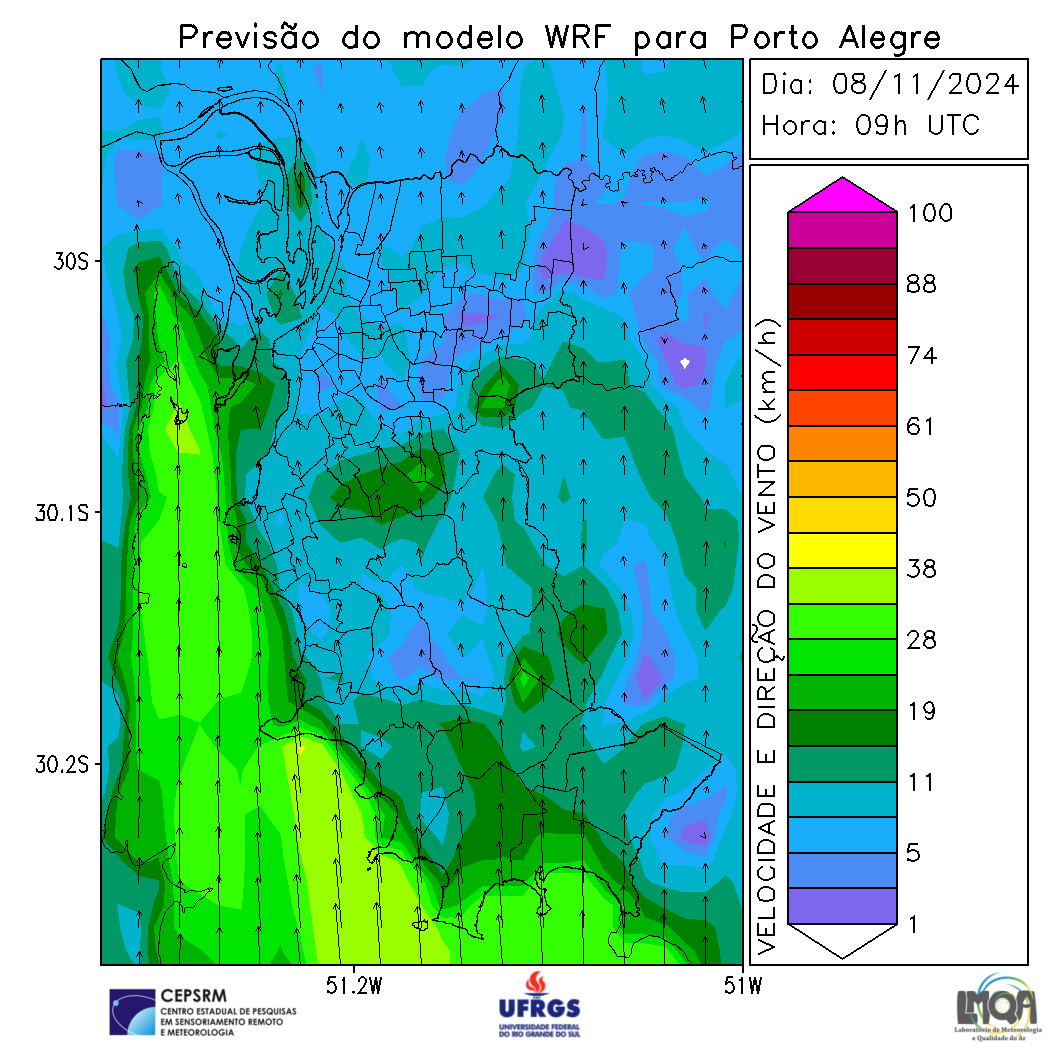 Previsão do modelo WRF para Porto Alegre
Dia: 08/11/2024
Hora: 09h UTC
30S
30.1S
30.2S
51.2W
51W
VELOCIDADE E DIREÇÃO DO VENTO (km/h)
100
88
74
61
50
38
28
19
11
5
1
CEPSRM
CENTRO ESTADUAL DE PESQUISAS
EM SENSORIAMENTO REMOTO
E METEOROLOGIA
UFRGS
UNIVERSIDADE FEDERAL
DO RIO GRANDE DO SUL
LMQA
Laboratório de Meteorologia
e Qualidade do Ar